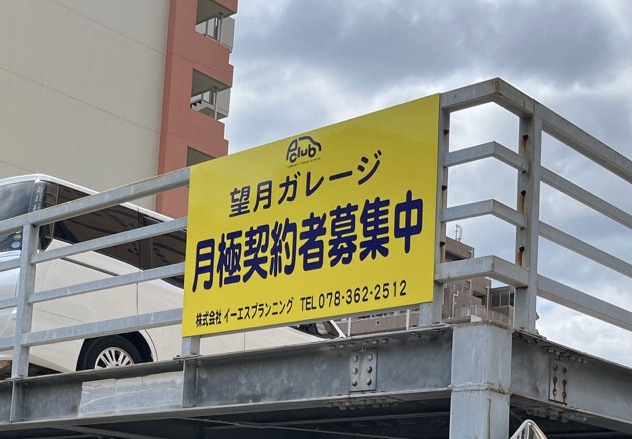 P club
望月ガレージ
月極契約者募集中
株式会社 イーエスプランニング TEL078-362-2512